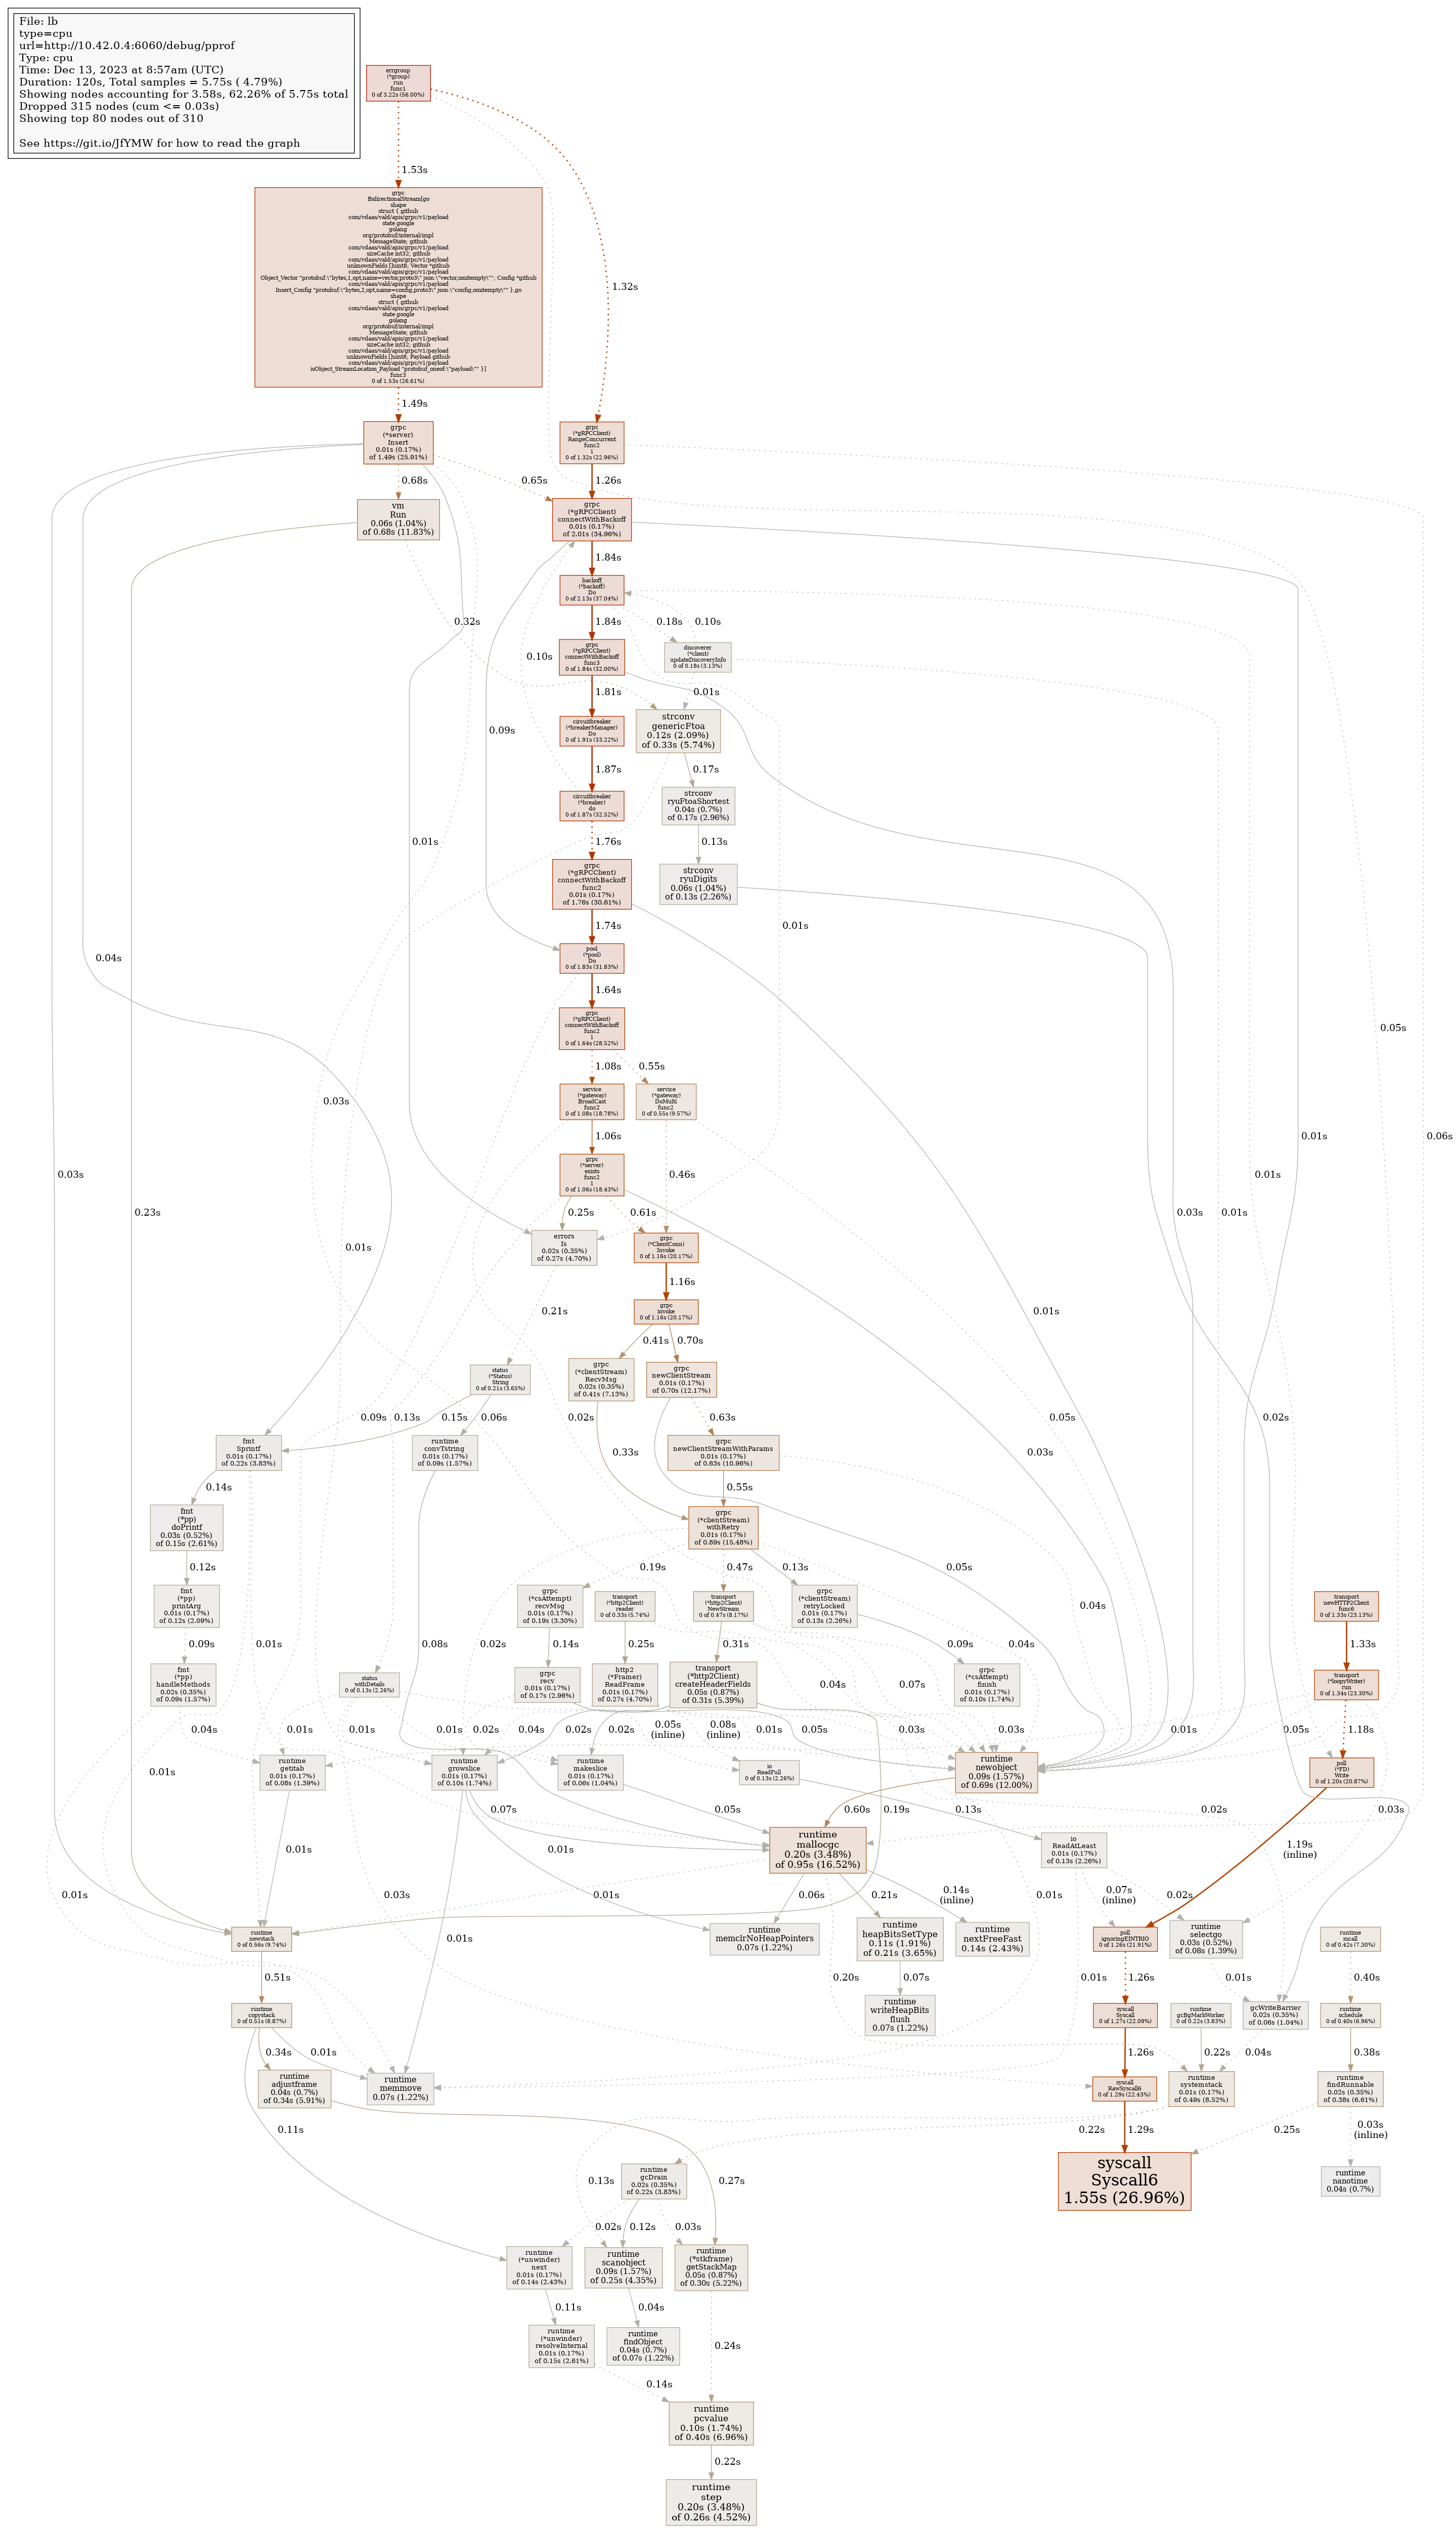 File: lb
type=cpu
url=http://10.42.0.4:6060/debug/pprof
Type: cpu
Time: Dec 13, 2023 at 8:57am (UTC)
Duration: 120s, Total samples = 5.75s ( 4.79%)
Showing nodes accounting for 3.58s, 62.26% of 5.75s total
Dropped 315 nodes (cum <= 0.03s)
Showing top 80 nodes out of 310
See https://git.io/JfYMW for how to read the graph
errgroup
(*group)
run
func1
0 of 3.22s (56.00%)
1.53s
1.32s
grpc
BidirectionalStream[go
shape
struct { github
com/vdaas/vald/apis/grpc/v1/payload
state google
golang
org/protobuf/internal/impl
MessageState; github
com/vdaas/vald/apis/grpc/v1/payload
sizeCache int32; github
com/vdaas/vald/apis/grpc/v1/payload
unknownFields []uint8; Vector *github
com/vdaas/vald/apis/grpc/v1/payload
Object_Vector "protobuf:\"bytes,1,opt,name=vector,proto3\" json:\"vector,omitempty\""; Config *github
com/vdaas/vald/apis/grpc/v1/payload
Insert_Config "protobuf:\"bytes,2,opt,name=config,proto3\" json:\"config,omitempty\"" },go
shape
struct { github
com/vdaas/vald/apis/grpc/v1/payload
state google
golang
org/protobuf/internal/impl
MessageState; github
com/vdaas/vald/apis/grpc/v1/payload
sizeCache int32; github
com/vdaas/vald/apis/grpc/v1/payload
unknownFields []uint8; Payload github
com/vdaas/vald/apis/grpc/v1/payload
isObject_StreamLocation_Payload "protobuf_oneof:\"payload\"" }]
func3
0 of 1.53s (26.61%)
1.49s
grpc
(*server)
Insert
0.01s (0.17%)
of 1.49s (25.91%)
grpc
(*gRPCClient)
RangeConcurrent
func2
1
0 of 1.32s (22.96%)
0.68s
0.65s
1.26s
vm
Run
0.06s (1.04%)
of 0.68s (11.83%)
grpc
(*gRPCClient)
connectWithBackoff
0.01s (0.17%)
of 2.01s (34.96%)
1.84s
backoff
(*backoff)
Do
0 of 2.13s (37.04%)
0.32s
1.84s
0.18s
0.10s
grpc
(*gRPCClient)
connectWithBackoff
func3
0 of 1.84s (32.00%)
discoverer
(*client)
updateDiscoveryInfo
0 of 0.18s (3.13%)
0.10s
1.81s
0.01s
circuitbreaker
(*breakerManager)
Do
0 of 1.91s (33.22%)
strconv
genericFtoa
0.12s (2.09%)
of 0.33s (5.74%)
0.09s
1.87s
0.17s
circuitbreaker
(*breaker)
do
0 of 1.87s (32.52%)
strconv
ryuFtoaShortest
0.04s (0.7%)
of 0.17s (2.96%)
0.01s
1.76s
0.13s
grpc
(*gRPCClient)
connectWithBackoff
func2
0.01s (0.17%)
of 1.76s (30.61%)
strconv
ryuDigits
0.06s (1.04%)
of 0.13s (2.26%)
1.74s
0.01s
0.04s
pool
(*pool)
Do
0 of 1.83s (31.83%)
1.64s
grpc
(*gRPCClient)
connectWithBackoff
func2
1
0 of 1.64s (28.52%)
0.05s
1.08s
0.55s
0.03s
service
(*gateway)
BroadCast
func2
0 of 1.08s (18.78%)
service
(*gateway)
DoMulti
func2
0 of 0.55s (9.57%)
1.06s
0.01s
0.06s
0.03s
grpc
(*server)
exists
func2
1
0 of 1.06s (18.43%)
0.46s
0.01s
0.23s
0.25s
0.61s
0.03s
0.01s
0.01s
errors
Is
0.02s (0.35%)
of 0.27s (4.70%)
grpc
(*ClientConn)
Invoke
0 of 1.16s (20.17%)
1.16s
0.21s
grpc
invoke
0 of 1.16s (20.17%)
0.01s
0.41s
0.70s
status
(*Status)
String
0 of 0.21s (3.65%)
grpc
(*clientStream)
RecvMsg
0.02s (0.35%)
of 0.41s (7.13%)
grpc
newClientStream
0.01s (0.17%)
of 0.70s (12.17%)
0.09s
0.13s
0.15s
0.06s
0.02s
0.63s
0.05s
0.02s
fmt
Sprintf
0.01s (0.17%)
of 0.22s (3.83%)
runtime
convTstring
0.01s (0.17%)
of 0.09s (1.57%)
0.33s
grpc
newClientStreamWithParams
0.01s (0.17%)
of 0.63s (10.96%)
0.03s
0.14s
0.55s
fmt
(*pp)
doPrintf
0.03s (0.52%)
of 0.15s (2.61%)
grpc
(*clientStream)
withRetry
0.01s (0.17%)
of 0.89s (15.48%)
0.12s
0.19s
0.47s
0.13s
0.05s
fmt
(*pp)
printArg
0.01s (0.17%)
of 0.12s (2.09%)
grpc
(*csAttempt)
recvMsg
0.01s (0.17%)
of 0.19s (3.30%)
transport
(*http2Client)
reader
0 of 0.33s (5.74%)
transport
(*http2Client)
NewStream
0 of 0.47s (8.17%)
grpc
(*clientStream)
retryLocked
0.01s (0.17%)
of 0.13s (2.26%)
0.04s
transport
newHTTP2Client
func6
0 of 1.33s (23.13%)
0.09s
0.01s
0.08s
0.02s
0.14s
0.25s
0.31s
0.09s
0.04s
1.33s
fmt
(*pp)
handleMethods
0.02s (0.35%)
of 0.09s (1.57%)
status
withDetails
0 of 0.13s (2.26%)
grpc
recv
0.01s (0.17%)
of 0.17s (2.96%)
http2
(*Framer)
ReadFrame
0.01s (0.17%)
of 0.27s (4.70%)
transport
(*http2Client)
createHeaderFields
0.05s (0.87%)
of 0.31s (5.39%)
0.04s
0.07s
grpc
(*csAttempt)
finish
0.01s (0.17%)
of 0.10s (1.74%)
transport
(*loopyWriter)
run
0 of 1.34s (23.30%)
0.04s
0.01s
0.01s
0.01s
0.02s
0.04s
0.02s
0.02s
0.05s
(inline)
0.08s
(inline)
0.01s
0.05s
0.03s
0.03s
0.01s
0.05s
1.18s
0.01s
runtime
getitab
0.01s (0.17%)
of 0.08s (1.39%)
runtime
growslice
0.01s (0.17%)
of 0.10s (1.74%)
runtime
makeslice
0.01s (0.17%)
of 0.06s (1.04%)
io
ReadFull
0 of 0.13s (2.26%)
runtime
newobject
0.09s (1.57%)
of 0.69s (12.00%)
poll
(*FD)
Write
0 of 1.20s (20.87%)
0.01s
0.07s
0.05s
0.60s
0.19s
0.13s
0.02s
0.03s
0.01s
runtime
mallocgc
0.20s (3.48%)
of 0.95s (16.52%)
io
ReadAtLeast
0.01s (0.17%)
of 0.13s (2.26%)
1.19s
(inline)
0.01s
0.03s
0.01s
0.06s
0.21s
0.14s
(inline)
0.01s
0.07s
(inline)
0.02s
runtime
newstack
0 of 0.56s (9.74%)
0.01s
runtime
memclrNoHeapPointers
0.07s (1.22%)
runtime
heapBitsSetType
0.11s (1.91%)
of 0.21s (3.65%)
runtime
nextFreeFast
0.14s (2.43%)
poll
ignoringEINTRIO
0 of 1.26s (21.91%)
runtime
selectgo
0.03s (0.52%)
of 0.08s (1.39%)
runtime
mcall
0 of 0.42s (7.30%)
0.51s
0.20s
0.07s
0.01s
1.26s
0.01s
0.40s
runtime
copystack
0 of 0.51s (8.87%)
runtime
writeHeapBits
flush
0.07s (1.22%)
syscall
Syscall
0 of 1.27s (22.09%)
runtime
gcBgMarkWorker
0 of 0.22s (3.83%)
gcWriteBarrier
0.02s (0.35%)
of 0.06s (1.04%)
runtime
schedule
0 of 0.40s (6.96%)
0.34s
0.01s
1.26s
0.22s
0.04s
0.38s
runtime
adjustframe
0.04s (0.7%)
of 0.34s (5.91%)
runtime
memmove
0.07s (1.22%)
syscall
RawSyscall6
0 of 1.29s (22.43%)
runtime
systemstack
0.01s (0.17%)
of 0.49s (8.52%)
runtime
findRunnable
0.02s (0.35%)
of 0.38s (6.61%)
0.11s
0.22s
1.29s
0.25s
0.03s
(inline)
0.13s
runtime
gcDrain
0.02s (0.35%)
of 0.22s (3.83%)
0.27s
syscall
Syscall6
1.55s (26.96%)
runtime
nanotime
0.04s (0.7%)
0.02s
0.12s
0.03s
runtime
(*unwinder)
next
0.01s (0.17%)
of 0.14s (2.43%)
runtime
scanobject
0.09s (1.57%)
of 0.25s (4.35%)
runtime
(*stkframe)
getStackMap
0.05s (0.87%)
of 0.30s (5.22%)
0.11s
0.04s
runtime
(*unwinder)
resolveInternal
0.01s (0.17%)
of 0.15s (2.61%)
runtime
findObject
0.04s (0.7%)
of 0.07s (1.22%)
0.24s
0.14s
runtime
pcvalue
0.10s (1.74%)
of 0.40s (6.96%)
0.22s
runtime
step
0.20s (3.48%)
of 0.26s (4.52%)